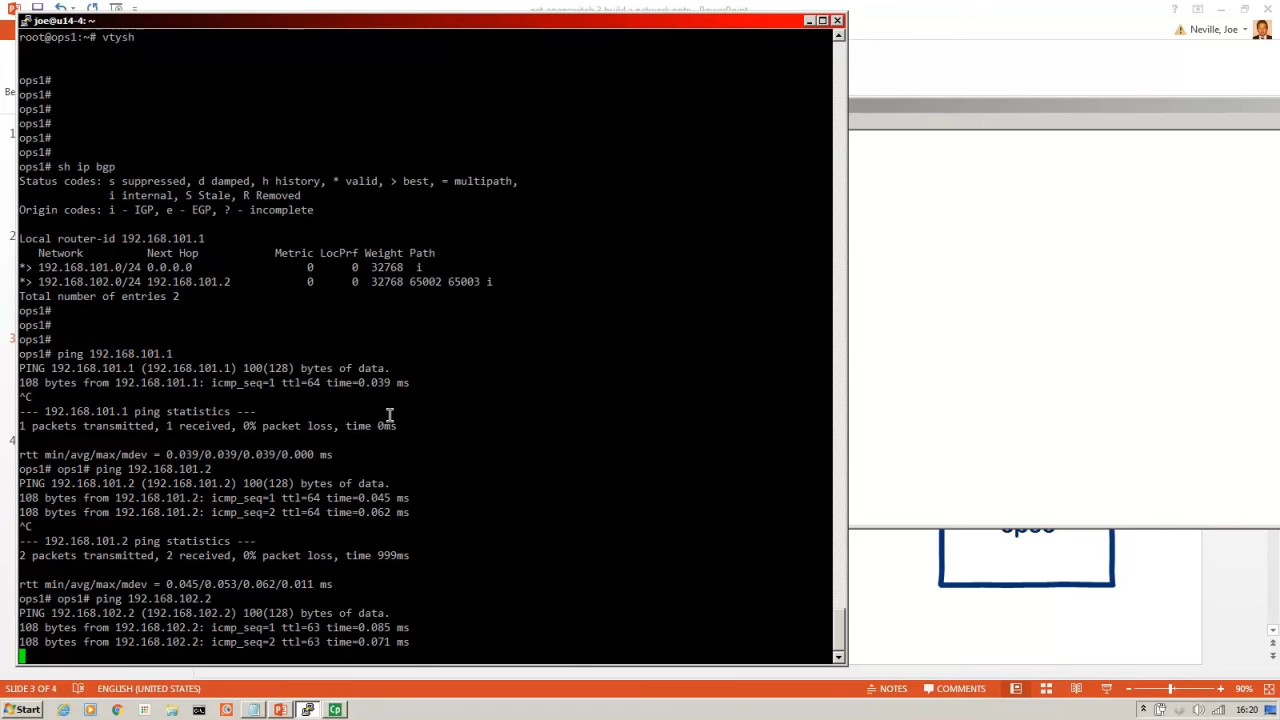 joe@u14-4: ~
Neville, Joe
root@ops1:~# vtysh
ops1#
ops1#
ops1#
ops1#
ops1#
ops1#
ops1# sh ip bgp
Status codes: s suppressed, d damped, h history, * valid, > best, = multipath,
i internal, S Stale, R Removed
Origin codes: i - IGP, e - EGP, ? - incomplete
Local router-id 192.168.101.1
Network Next Hop Metric LocPrf Weight Path
*> 192.168.101.0/24 0.0.0.0 0 0 32768 i
*> 192.168.102.0/24 192.168.101.2 0 0 32768 65002 65003 i
Total number of entries 2
ops1#
ops1#
ops1#
ops1# ping 192.168.101.1
PING 192.168.101.1 (192.168.101.1) 100(128) bytes of data.
108 bytes from 192.168.101.1: icmp_seq=1 ttl=64 time=0.039 ms
^C
--- 192.168.101.1 ping statistics ---
1 packets transmitted, 1 received, 0% packet loss, time 0ms
rtt min/avg/max/mdev = 0.039/0.039/0.039/0.000 ms
ops1# ops1# ping 192.168.101.2
PING 192.168.101.2 (192.168.101.2) 100(128) bytes of data.
108 bytes from 192.168.101.2: icmp_seq=1 ttl=64 time=0.045 ms
108 bytes from 192.168.101.2: icmp_seq=2 ttl=64 time=0.062 ms
^C
--- 192.168.101.2 ping statistics ---
2 packets transmitted, 2 received, 0% packet loss, time 999ms
rtt min/avg/max/mdev = 0.045/0.053/0.062/0.011 ms
ops1# ops1# ping 192.168.102.2
PING 192.168.102.2 (192.168.102.2) 100(128) bytes of data.
108 bytes from 192.168.102.2: icmp_seq=1 ttl=63 time=0.085 ms
108 bytes from 192.168.102.2: icmp_seq=2 ttl=63 time=0.071 ms
Be
1
2
3
4
SLIDE 3 OF 4 ENGLISH (UNITED STATES) NOTES COMMENTS 90%
Start 16:20